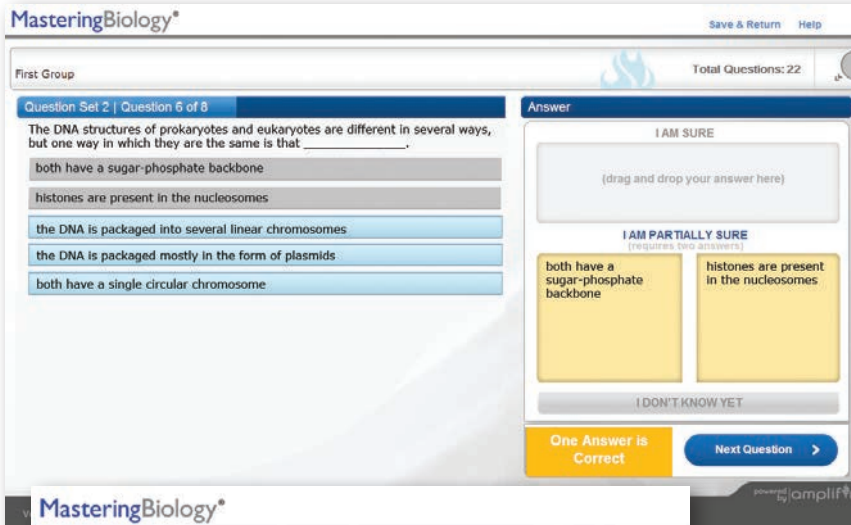 MasteringBiology®
Save & Return Help
First Group
Total Questions: 22
Question Set 2 | Question 6 of 8
The DNA structures of prokaryotes and eukaryotes are different in several ways,
but one way in which they are the same is that _______________.
both have a sugar-phosphate backbone
histones are present in the nucleosomes
the DNA is packaged into several linear chromosomes
the DNA is packaged mostly in the form of plasmids
both have a single circular chromosome
Answer
I AM SURE
(drag and drop your answer here)
I AM PARTIALLY SURE
(requires two answers)
both have a
sugar-phosphate
backbone
histones are present
in the nucleosomes
I DON'T KNOW YET
One Answer is
Correct
Next Question
powered by
MasteringBiology®